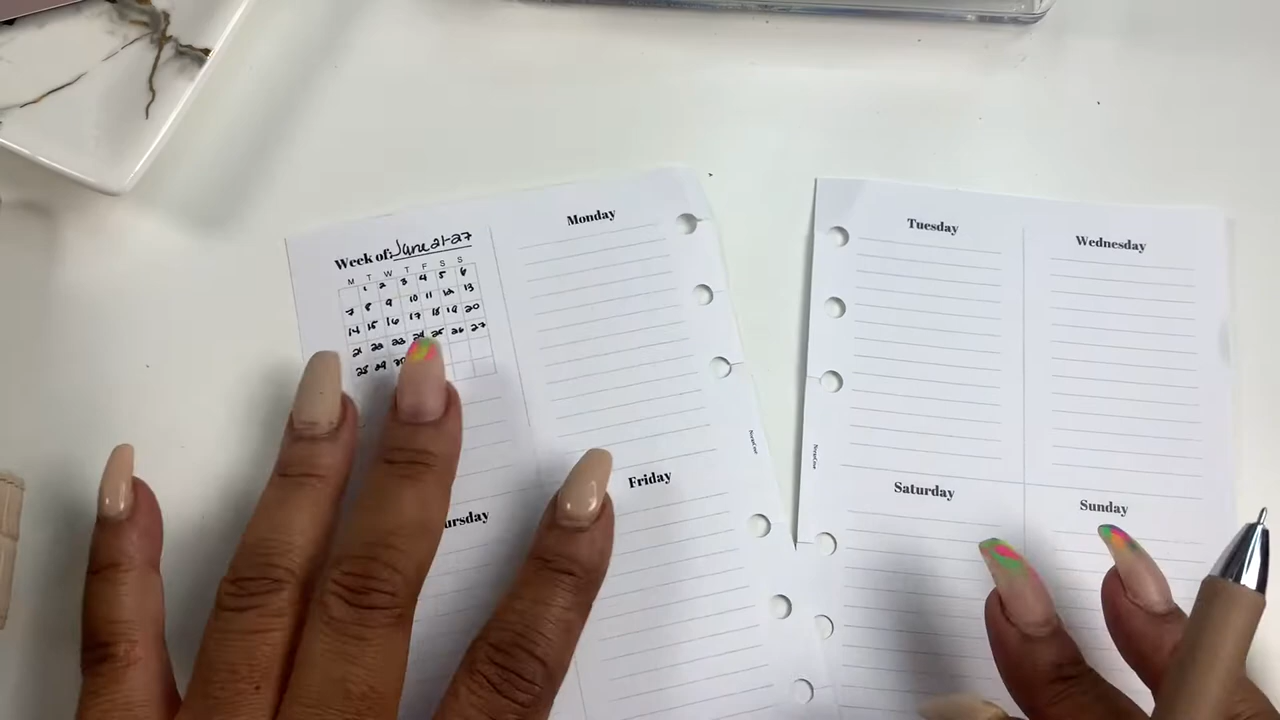 Week of: June 21-27
M T W T F S S
1 2 3 4 5 6
7 8 9 10 11 12 13
14 15 16 17 18 19 20
21 22 23 24 25 26 27
28 29 30
Monday
ursday
Friday
Tuesday
Wednesday
Saturday
Sunday